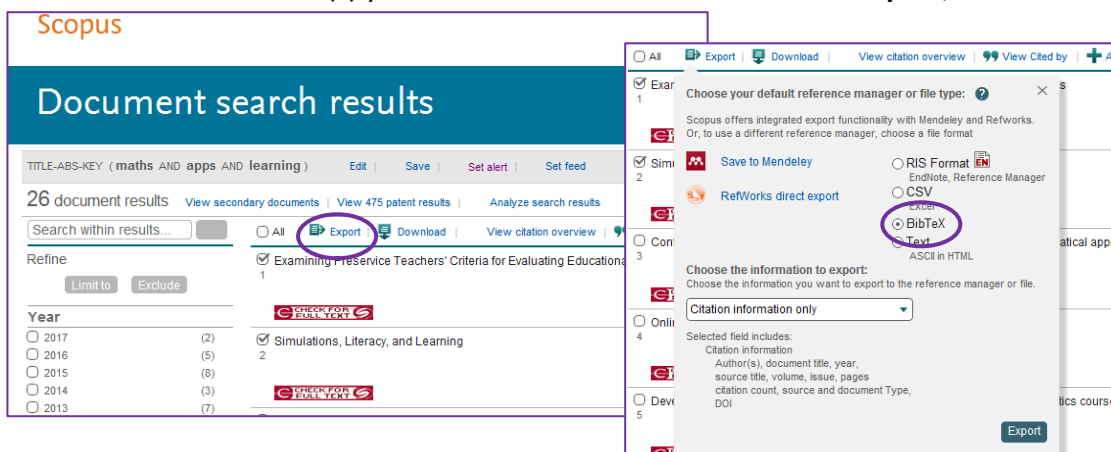 Scopus
Document search results
TITLE-ABS-KEY ( maths AND apps AND learning ) Edit | Save | Set alert | Set feed
26 document results View secondary documents | View 475 patent results | Analyze search results
Search within results...
All Export | Download | View citation overview |
Refine
Limit to Exclude
Examining Preservice Teachers' Criteria for Evaluating Educationa
1
CHECK FOR FULL TEXT
Year
2017 (2)
2016 (5)
2015 (8)
2014 (3)
2013 (7)
Simulations, Literacy, and Learning
2
CHECK FOR FULL TEXT
All Export | Download | View citation overview | View Cited by | A
Exar
1
Simu
2
Con
3
Onli
4
Deve
5
Choose your default reference manager or file type: ?
Scopus offers integrated export functionality with Mendeley and Refworks.
Or, to use a different reference manager, choose a file format
Save to Mendeley
RefWorks direct export
RIS Format EN
EndNote, Reference Manager
CSV
Excel
BibTeX
Text
ASCII in HTML
Choose the information to export:
Choose the information you want to export to the reference manager or file.
Citation information only
Selected field includes:
Citation information
Author(s), document title, year,
source title, volume, issue, pages
citation count, source and document Type,
DOI
Export
s
atical app
tics course